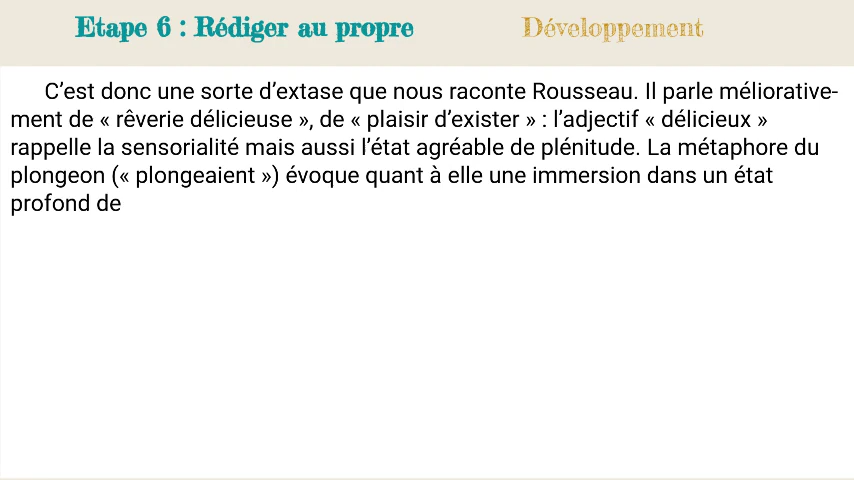 Etape 6 : Rédiger au propre
Développement
C’est donc une sorte d’extase que nous raconte Rousseau. Il parle méliorative-
ment de « rêverie délicieuse », de « plaisir d’exister » : l’adjectif « délicieux »
rappelle la sensorialité mais aussi l’état agréable de plénitude. La métaphore du
plongeon (« plongeaient ») évoque quant à elle une immersion dans un état
profond de